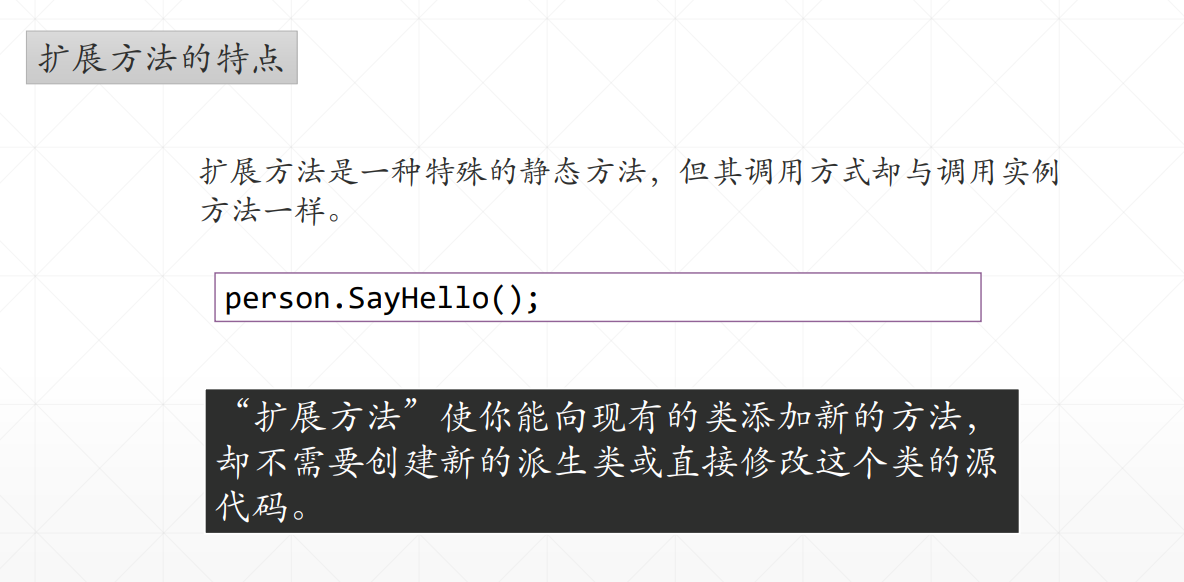 扩展方法的特点
扩展方法是一种特殊的静态方法，但其调用方式却与调用实例
方法一样。
person.SayHello();
“扩展方法”使你能向现有的类添加新的方法，
却不需要创建新的派生类或直接修改这个类的源
代码。